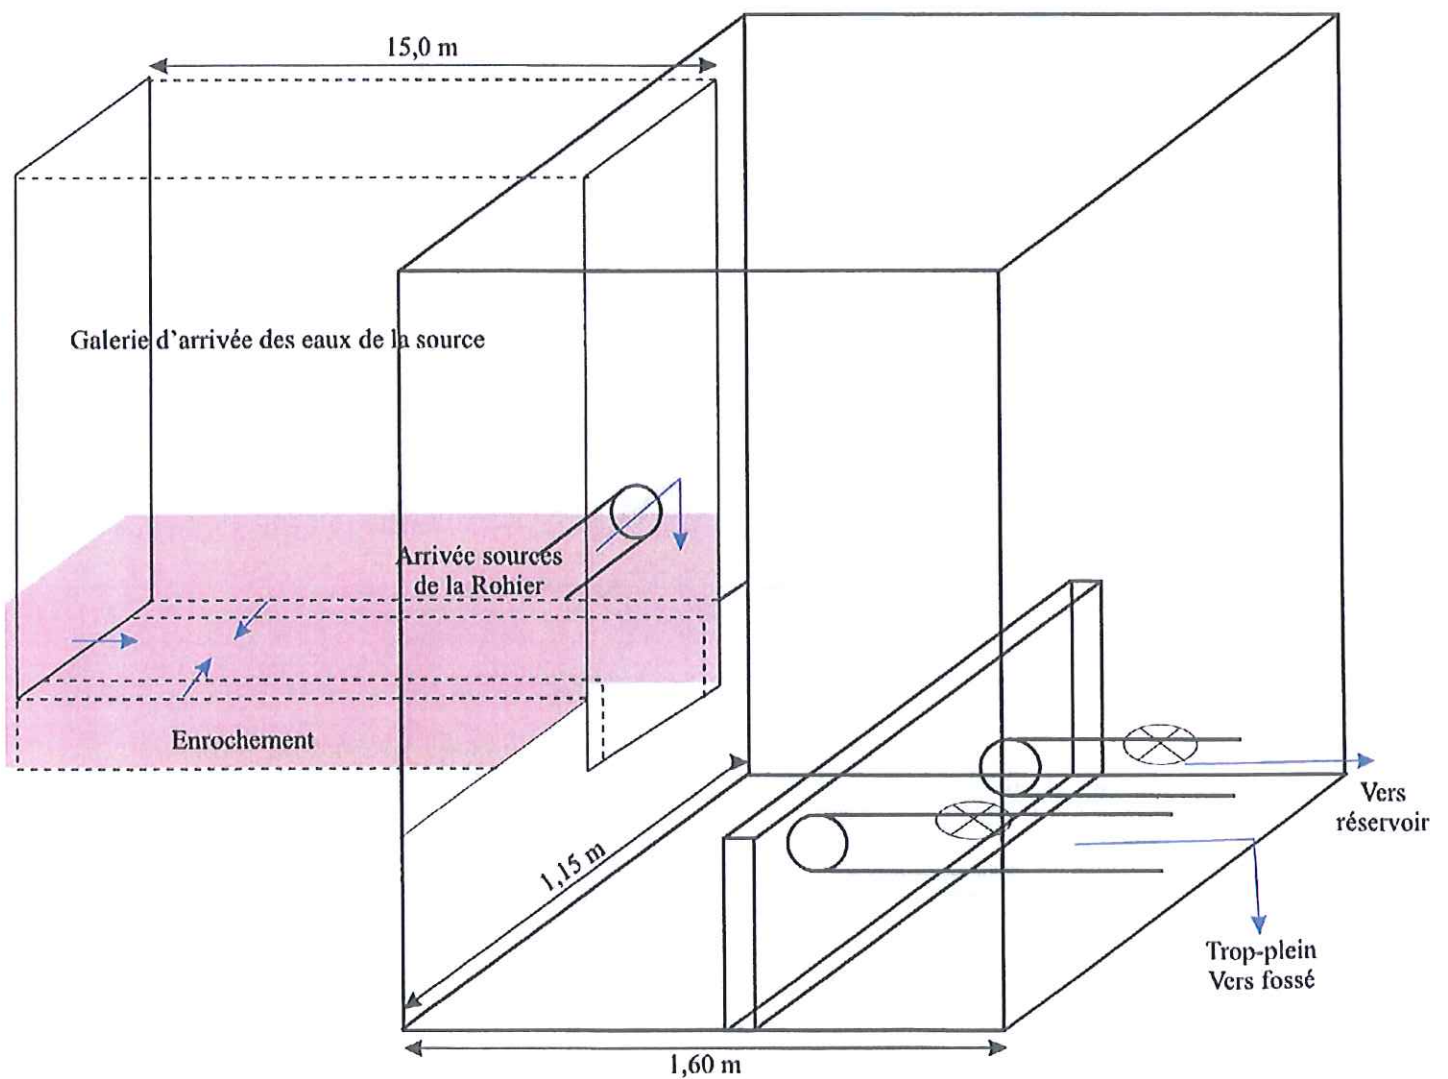 15,0 m
Galerie d'arrivée des eaux de la source
Arrivée sources
de la Rohier
Enrochement
1,15 m
Vers
réservoir
Trop-plein
Vers fossé
1,60 m